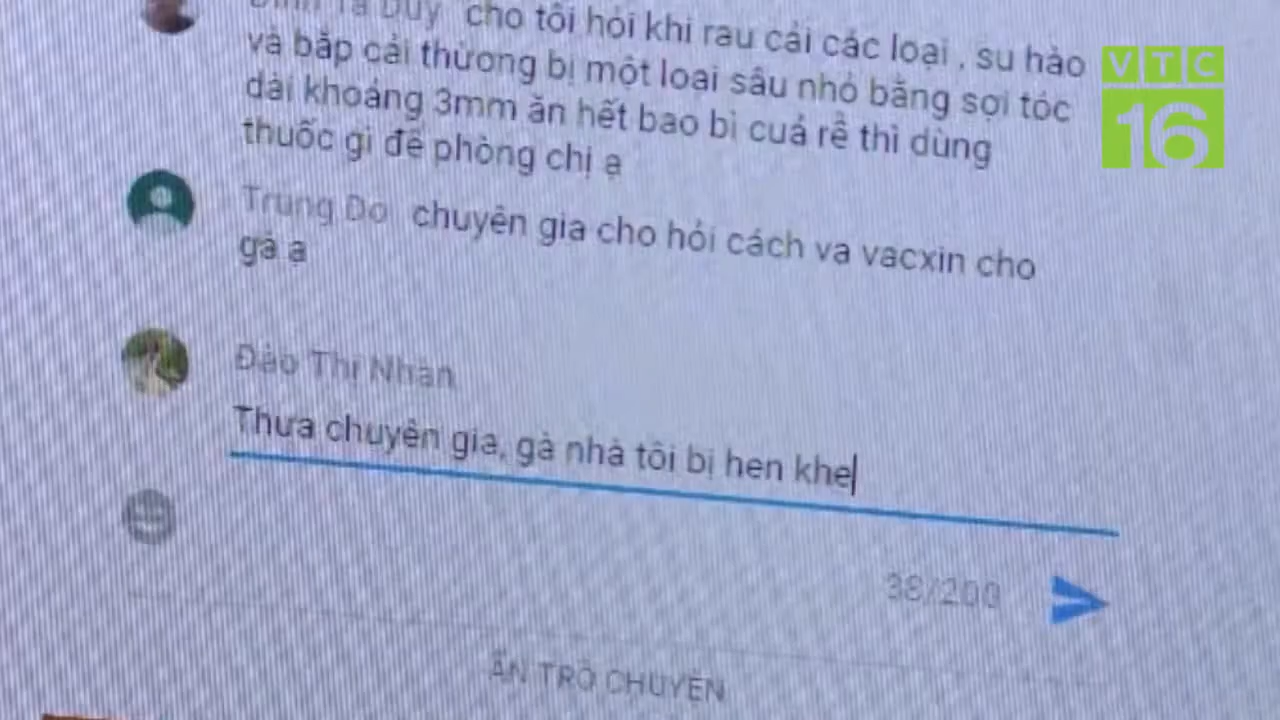 Tạ Duy cho tôi hỏi khi rau cải các loại , su hào
và bắp cải thường bị một loại sâu nhỏ bằng sợi tóc
dài khoảng 3mm ăn hết bao bì cuả rễ thì dùng
thuốc gì để phòng chị ạ
Trung Do chuyên gia cho hỏi cách va vacxin cho
gà ạ
Đào Thị Nhàn
Thưa chuyên gia, gà nhà tôi bị hen khe
38/200
ẨN TRÒ CHUYỆN
VTC
16